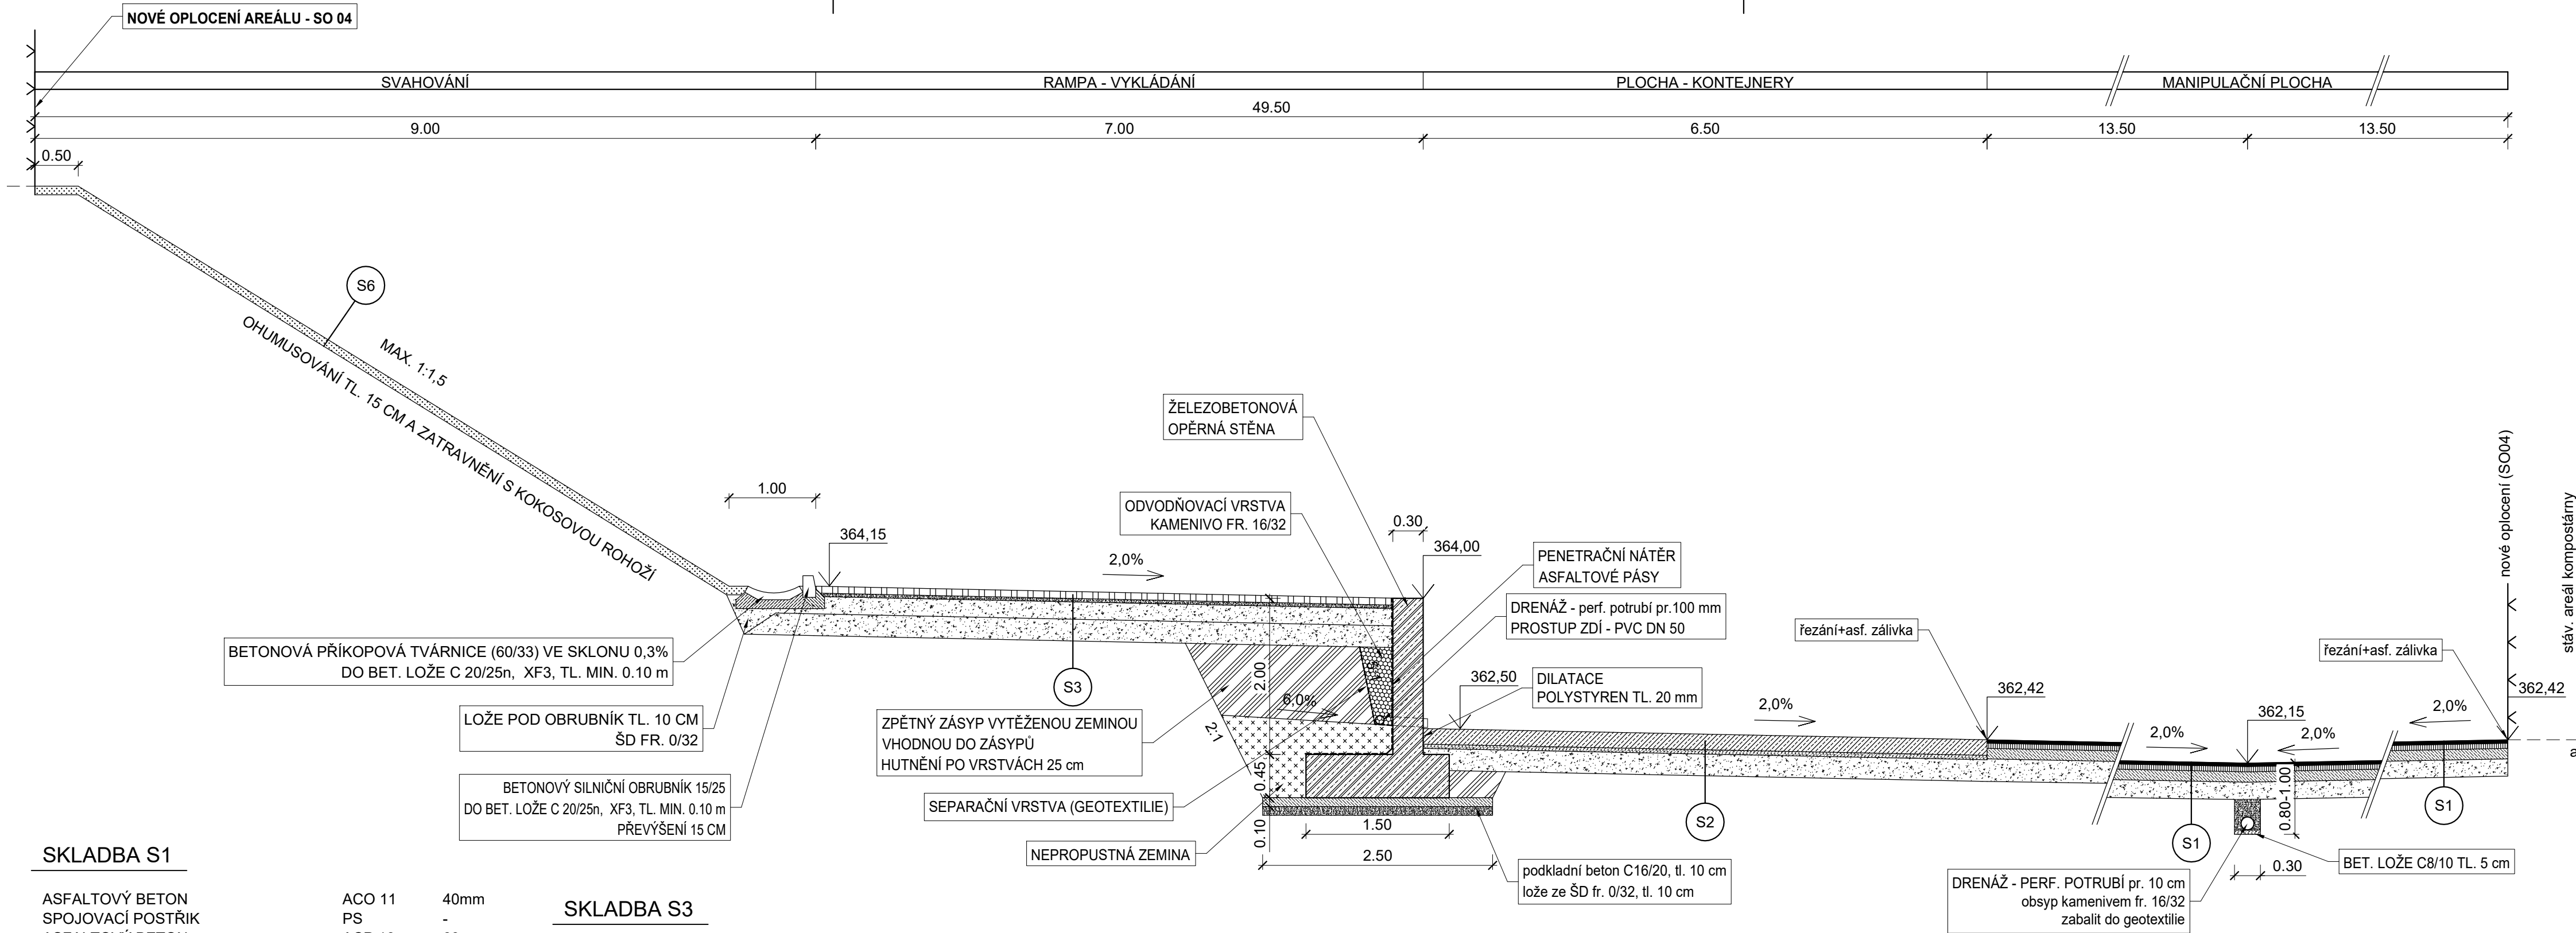 NOVÉ OPLOCENÍ AREÁLU - SO 04
SVAHOVÁNÍ
RAMPA - VYKLÁDÁNÍ
PLOCHA - KONTEJNERY
MANIPULAČNÍ PLOCHA
49.50
9.00
7.00
6.50
13.50
13.50
0.50
S6
MAX. 1:1,5
OHUMUSOVÁNÍ TL. 15 CM A ZATRAVNĚNÍ S KOKOSOVOU ROHOŽÍ
1.00
364,15
2,0%
ŽELEZOBETONOVÁ
OPĚRNÁ STĚNA
ODVODŇOVACÍ VRSTVA
KAMENIVO FR. 16/32
0.30
364,00
PENETRAČNÍ NÁTĚR
ASFALTOVÉ PÁSY
DRENÁŽ - perf. potrubí pr.100 mm
PROSTUP ZDÍ - PVC DN 50
řezání+asf. zálivka
řezání+asf. zálivka
nové oplocení (SO04)
stáv. areál kompostárny
BETONOVÁ PŘÍKOPOVÁ TVÁRNICE (60/33) VE SKLONU 0,3%
DO BET. LOŽE C 20/25n, XF3, TL. MIN. 0.10 m
S3
2.00
5:1
6,0%
2:1
362,50
DILATACE
POLYSTYREN TL. 20 mm
2,0%
362,42
362,15
2,0%
2,0%
2,0%
362,42
LOŽE POD OBRUBNÍK TL. 10 CM
ŠD FR. 0/32
ZPĚTNÝ ZÁSYP VYTĚŽENOU ZEMINOU
VHODNOU DO ZÁSYPŮ
HUTNĚNÍ PO VRSTVÁCH 25 cm
BETONOVÝ SILNIČNÍ OBRUBNÍK 15/25
DO BET. LOŽE C 20/25n, XF3, TL. MIN. 0.10 m
PŘEVÝŠENÍ 15 CM
SEPARAČNÍ VRSTVA (GEOTEXTILIE)
0.45
0.10
NEPROPUSTNÁ ZEMINA
1.50
2.50
S2
S1
S1
0.80-1.00
0.30
podkladní beton C16/20, tl. 10 cm
lože ze ŠD fr. 0/32, tl. 10 cm
BET. LOŽE C8/10 TL. 5 cm
DRENÁŽ - PERF. POTRUBÍ pr. 10 cm
obsyp kamenivem fr. 16/32
zabalit do geotextilie
SKLADBA S1
ASFALTOVÝ BETON ACO 11 40mm
SPOJOVACÍ POSTŘIK PS -
SKLADBA S3